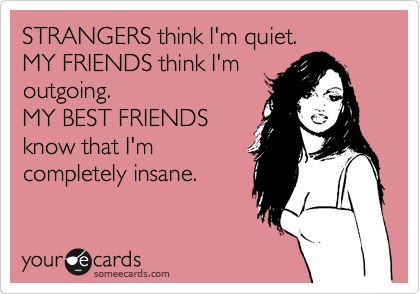 STRANGERS think I'm quiet.
MY FRIENDS think I'm
outgoing.
MY BEST FRIENDS
know that I'm
completely insane.
your e cards
someecards.com